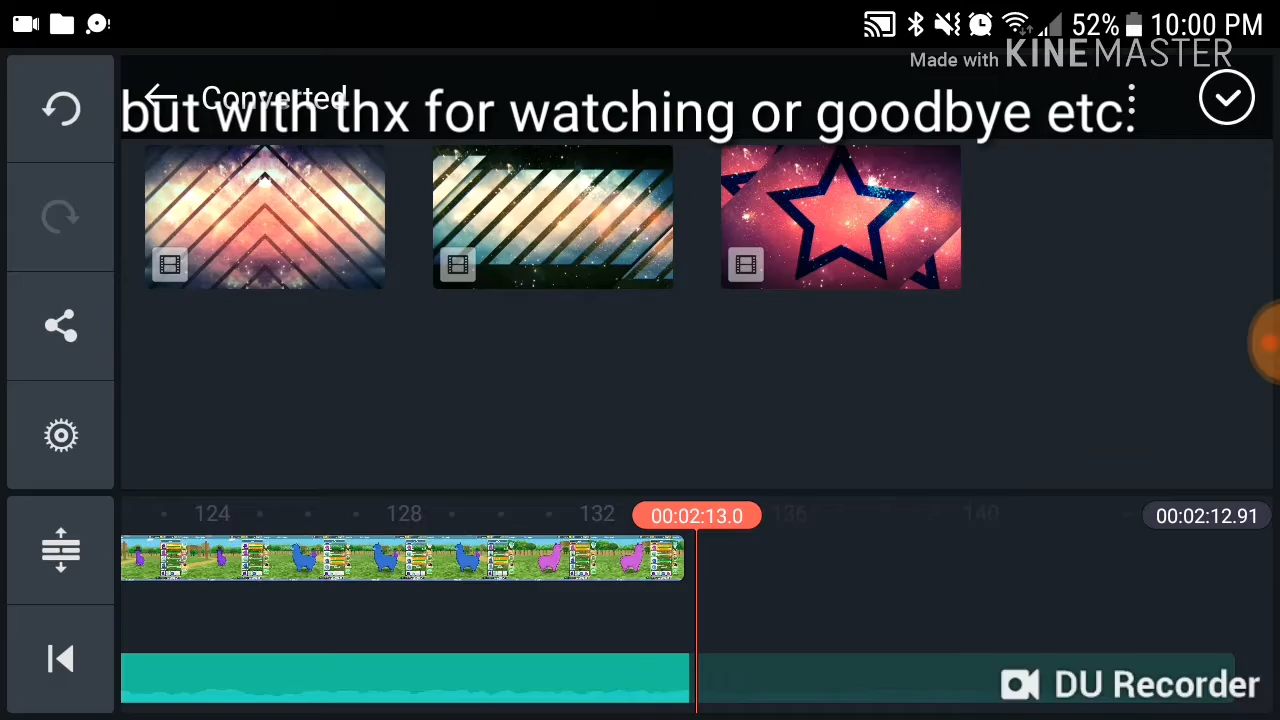 52% 10:00 PM
Made with KINEMASTER
Converted
but with thx for watching or goodbye etc.
124 128 132 00:02:13.0 136 140 00:02:12.91
DU Recorder